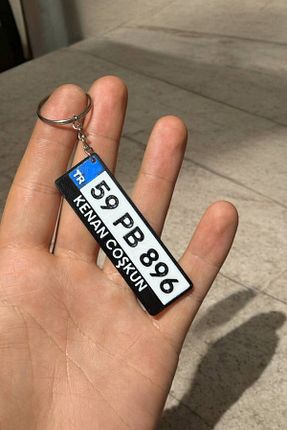 TR
59 PB 896
KENAN COŞKUN